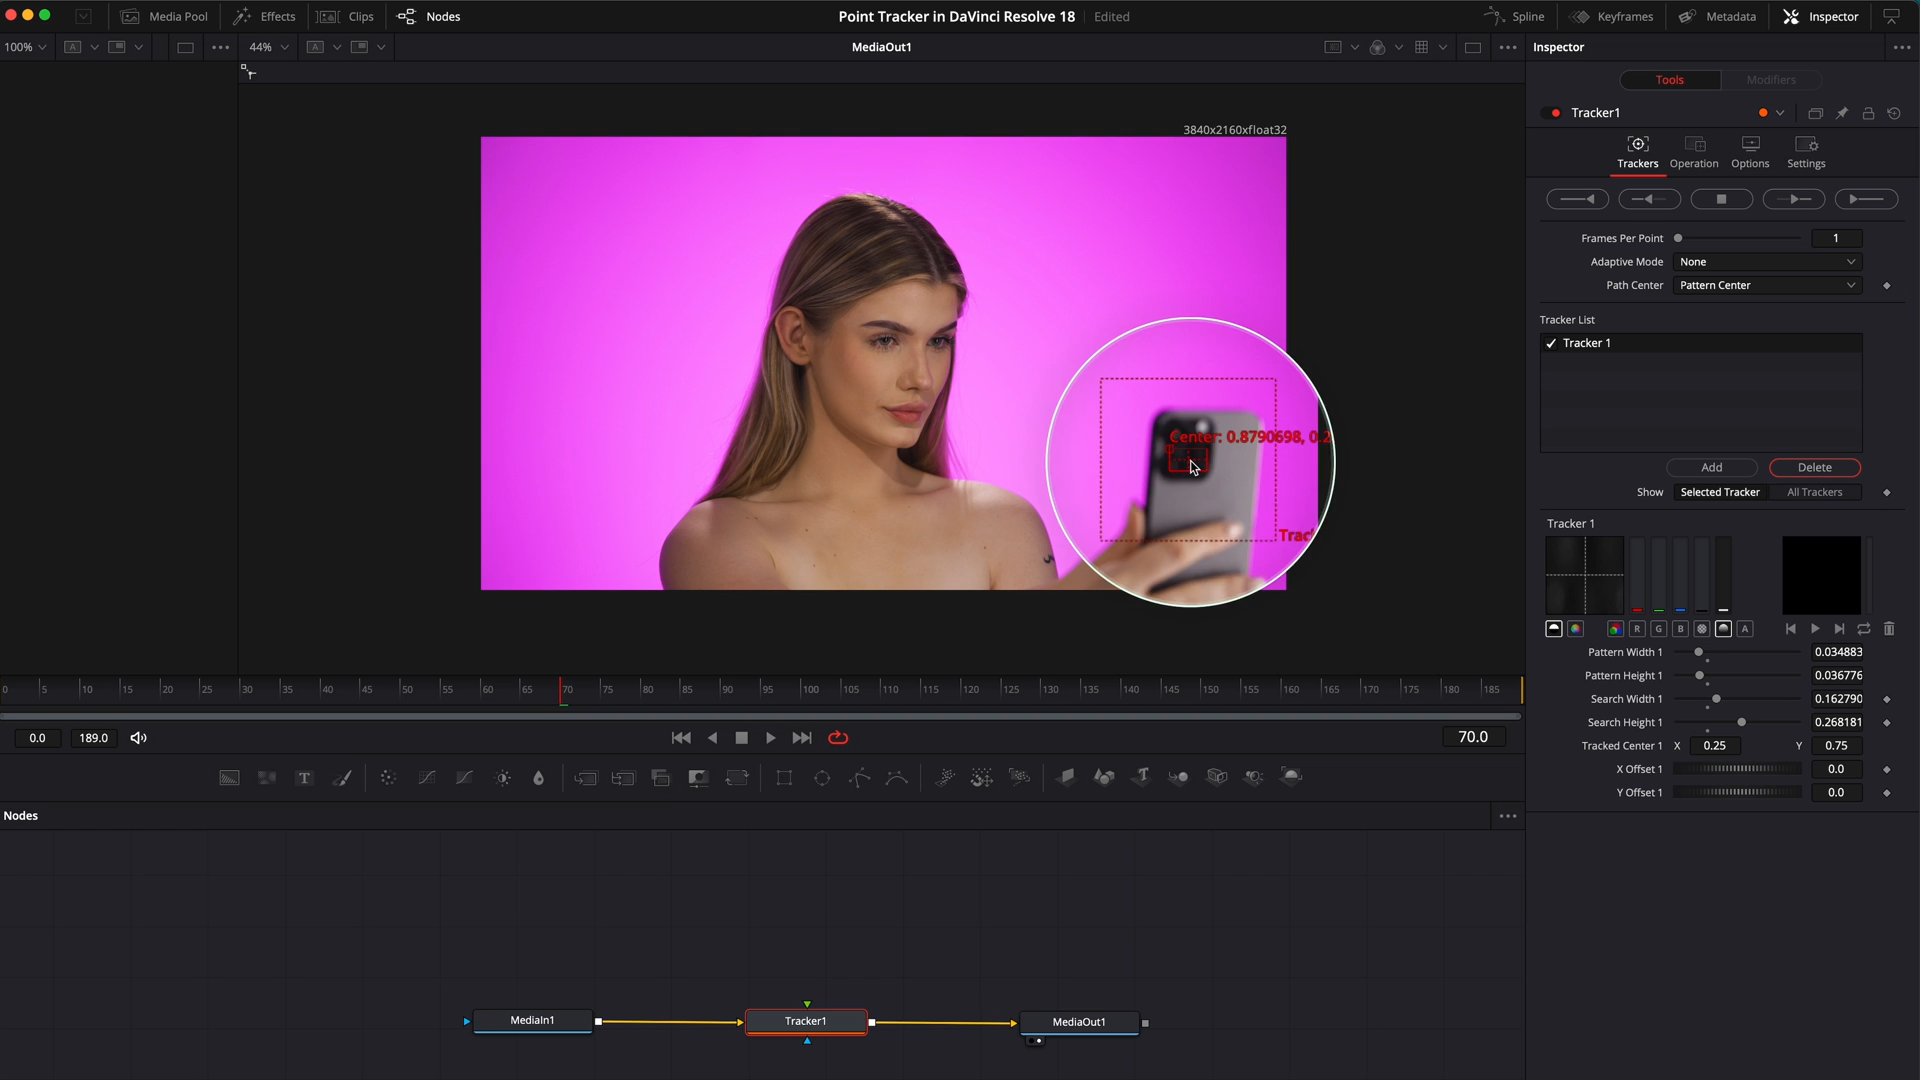 Media Pool Effects Clips Nodes Point Tracker in DaVinci Resolve 18 Edited Spline Keyframes Metadata Inspector
100% A 44% A MediaOut1 Inspector
Tools Modifiers
Tracker1
3840x2160xfloat32
Trackers Operation Options Settings
Frames Per Point 1
Adaptive Mode None
Path Center Pattern Center
Tracker List
Tracker 1
Center: 0.8790698, 0.2
Add Delete
Show Selected Tracker All Trackers
Tracker 1
Trac
R G B A
Pattern Width 1 0.034883
Pattern Height 1 0.036776
Search Width 1 0.162790
Search Height 1 0.268181
Tracked Center 1 X 0.25 Y 0.75
X Offset 1 0.0
Y Offset 1 0.0
0 5 10 15 20 25 30 35 40 45 50 55 60 65 70 75 80 85 90 95 100 105 110 115 120 125 130 135 140 145 150 155 160 165 170 175 180 185
0.0 189.0 70.0
T T
Nodes
MediaIn1 Tracker1 MediaOut1